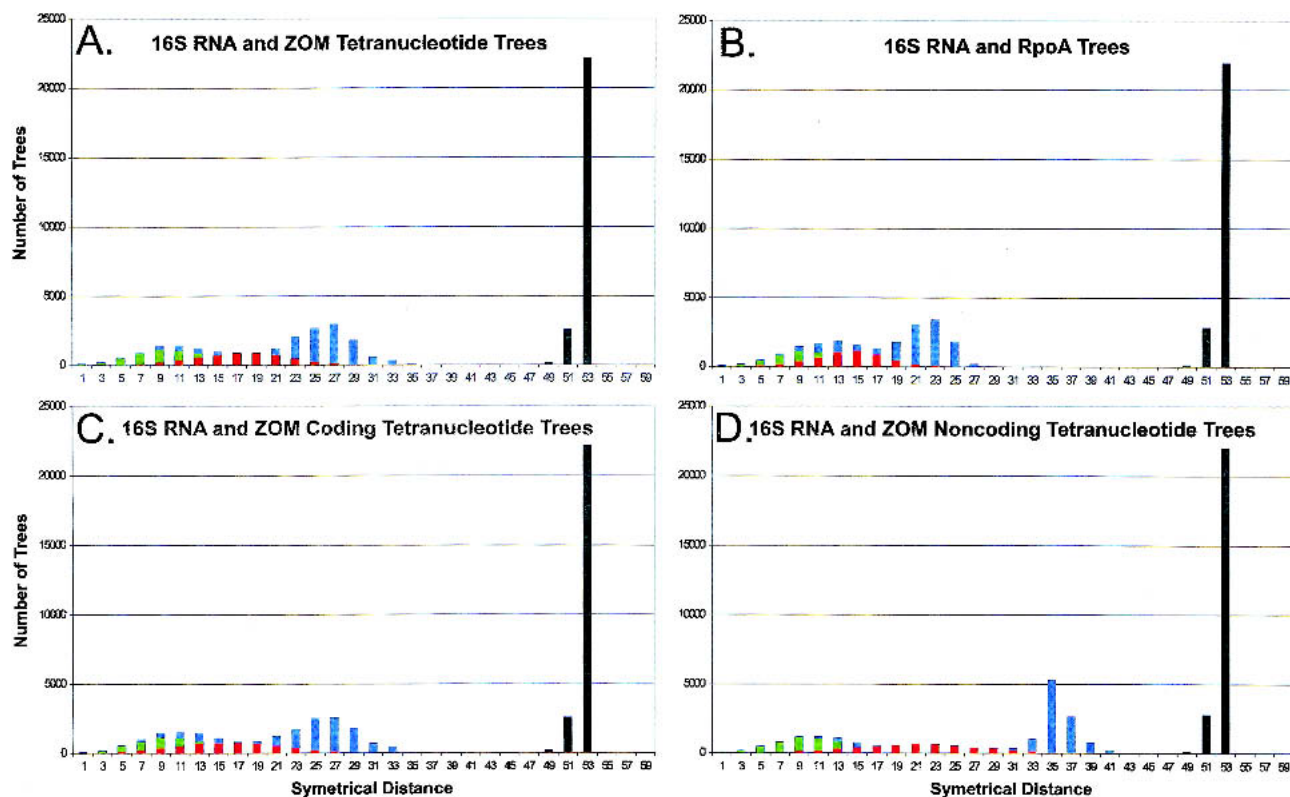 A. 16S RNA and ZOM Tetranucleotide Trees
25000
20000
15000
10000
5000
0
Number of Trees
1 3 5 7 9 11 13 15 17 19 21 23 25 27 29 31 33 35 37 39 41 43 45 47 49 51 53 55 57 59
B. 16S RNA and RpoA Trees
25000
20000
15000
10000
5000
0
1 3 5 7 9 11 13 15 17 19 21 23 25 27 29 31 33 35 37 39 41 43 45 47 49 51 53 55 57 59
C. 16S RNA and ZOM Coding Tetranucleotide Trees
25000
20000
15000
10000
5000
0
Number of Trees
1 3 5 7 9 11 13 15 17 19 21 23 25 27 29 31 33 35 37 39 41 43 45 47 49 51 53 55 57 59
Symetrical Distance
D. 16S RNA and ZOM Noncoding Tetranucleotide Trees
25000
20000
15000
10000
5000
0
1 3 5 7 9 11 13 15 17 19 21 23 25 27 29 31 33 35 37 39 41 43 45 47 49 51 53 55 57 59
Symetrical Distance